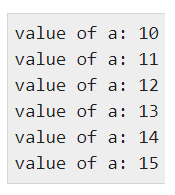 value of a: 10
value of a: 11
value of a: 12
value of a: 13
value of a: 14
value of a: 15